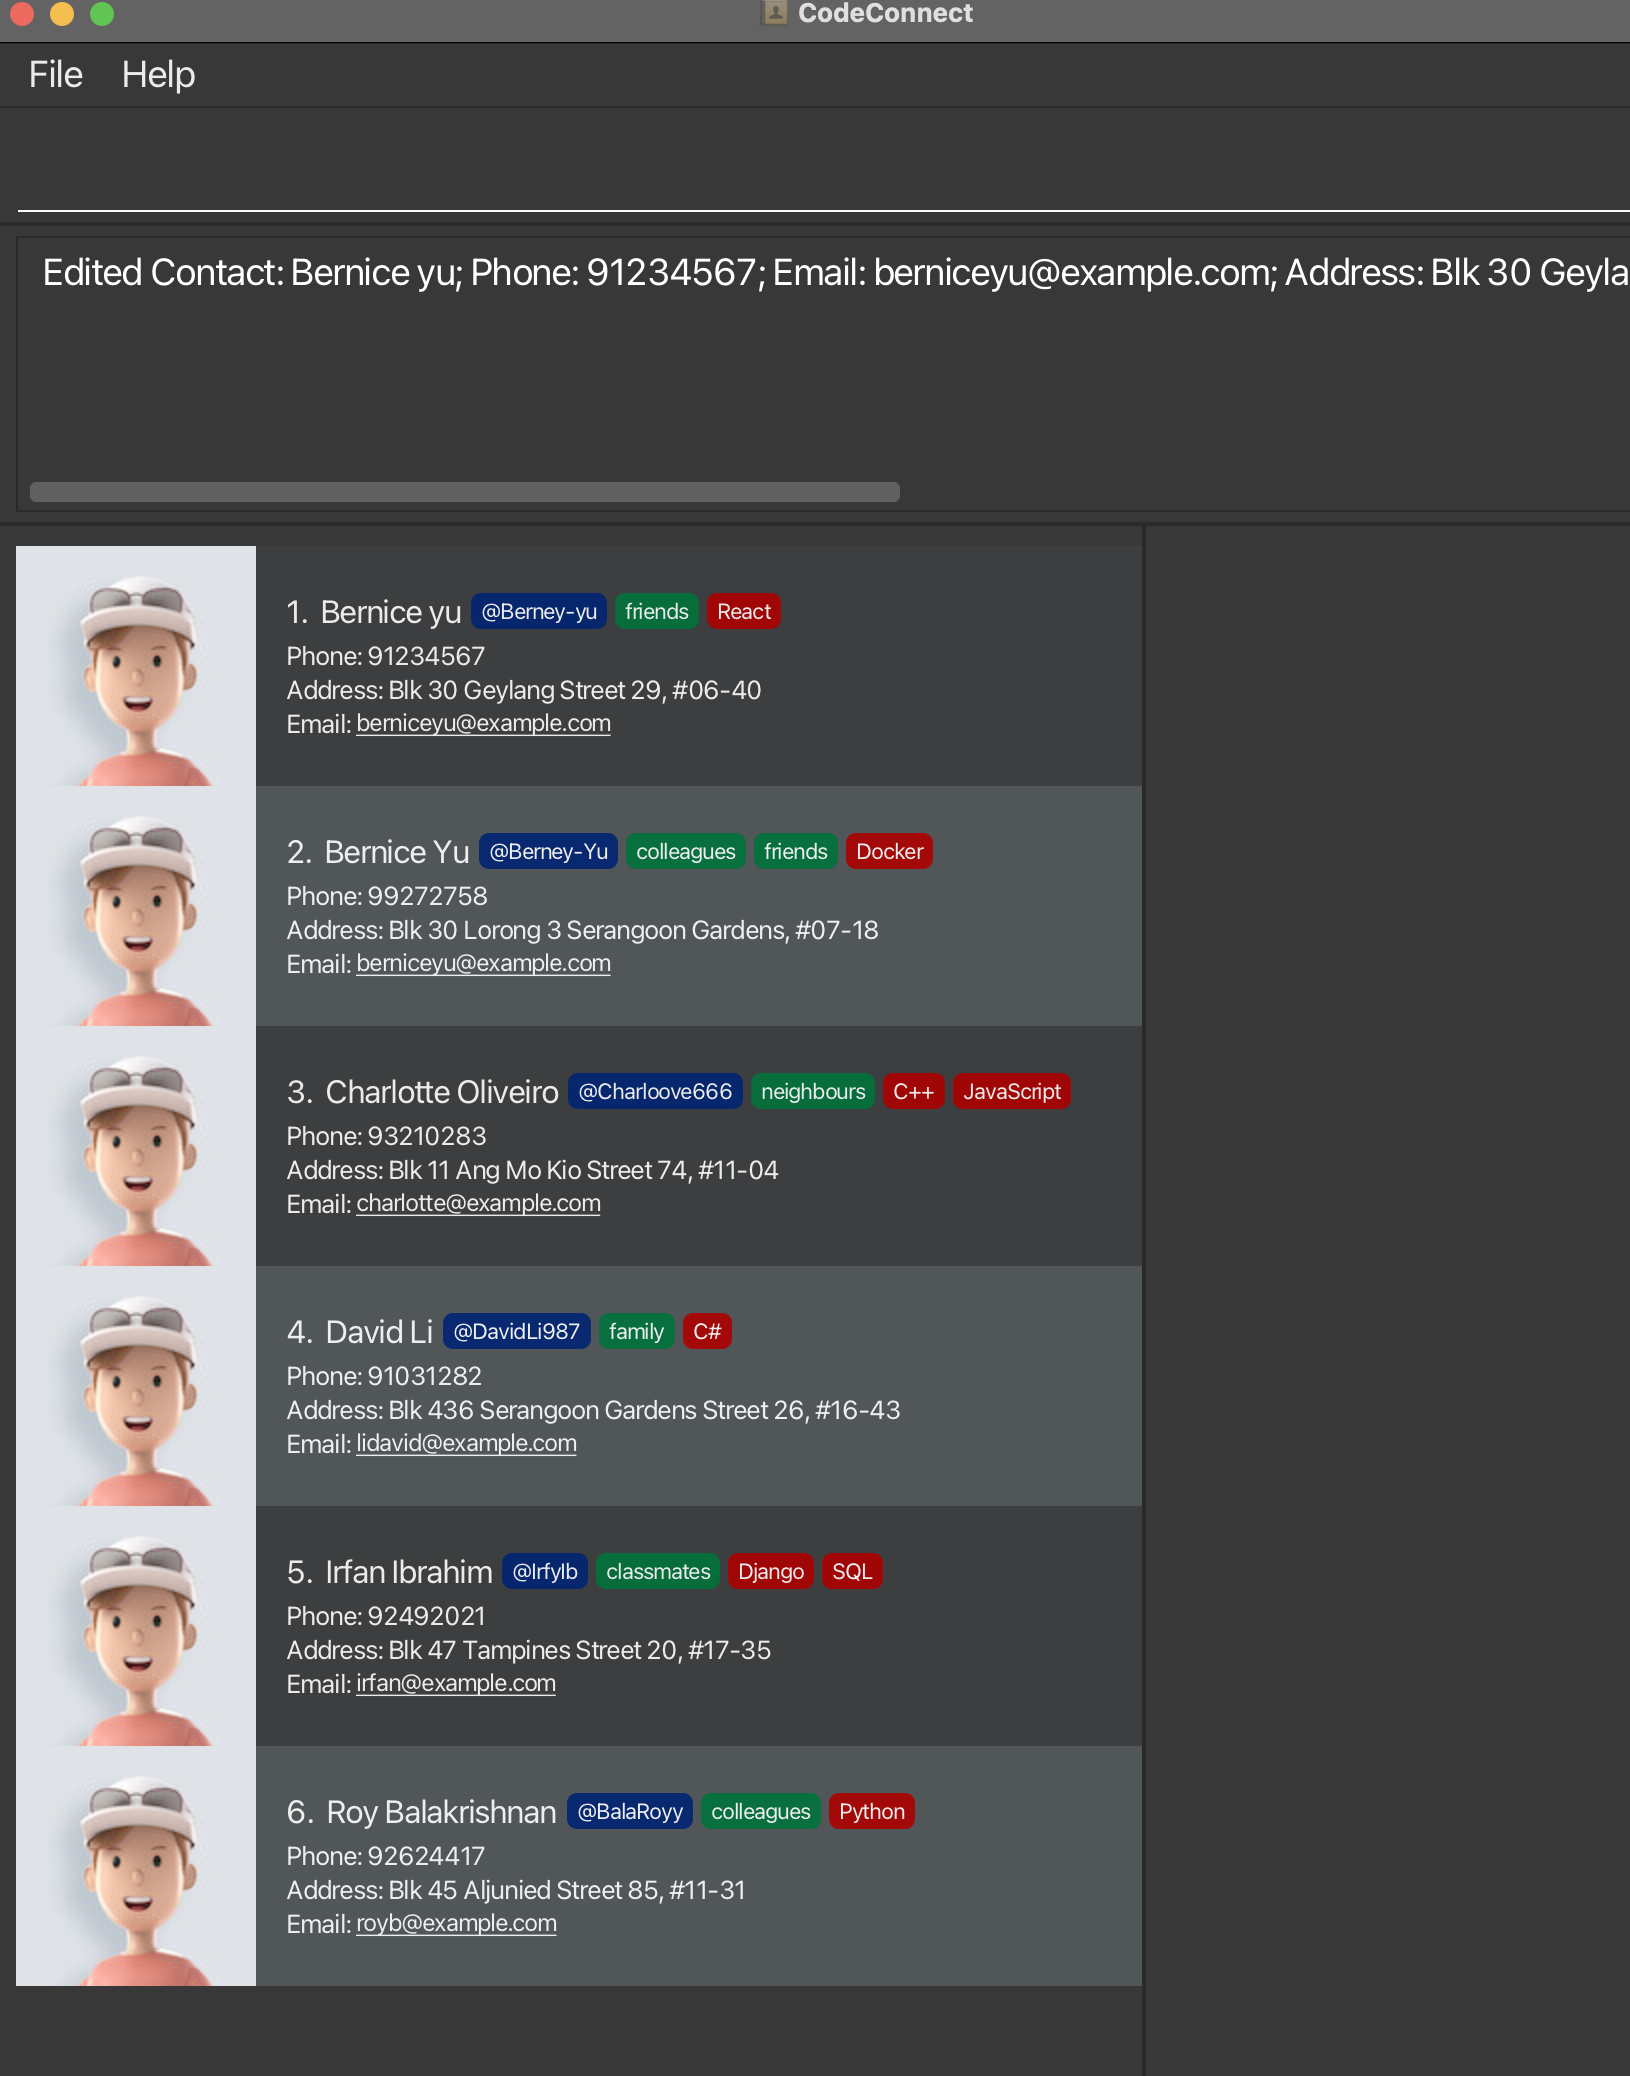 CodeConnect
File Help
Edited Contact: Bernice yu; Phone: 91234567; Email: berniceyu@example.com; Address: Blk 30 Geyla
1. Bernice yu @Berney-yu friends React
Phone: 91234567
Address: Blk 30 Geylang Street 29, #06-40
Email: berniceyu@example.com
2. Bernice Yu @Berney-Yu colleagues friends Docker
Phone: 99272758
Address: Blk 30 Lorong 3 Serangoon Gardens, #07-18
Email: berniceyu@example.com
3. Charlotte Oliveiro @Charloove666 neighbours C++ JavaScript
Phone: 93210283
Address: Blk 11 Ang Mo Kio Street 74, #11-04
Email: charlotte@example.com
4. David Li @DavidLi987 family C#
Phone: 91031282
Address: Blk 436 Serangoon Gardens Street 26, #16-43
Email: lidavid@example.com
5. Irfan Ibrahim @IrfyIb classmates Django SQL
Phone: 92492021
Address: Blk 47 Tampines Street 20, #17-35
Email: irfan@example.com
6. Roy Balakrishnan @BalaRoyy colleagues Python
Phone: 92624417
Address: Blk 45 Aljunied Street 85, #11-31
Email: royb@example.com